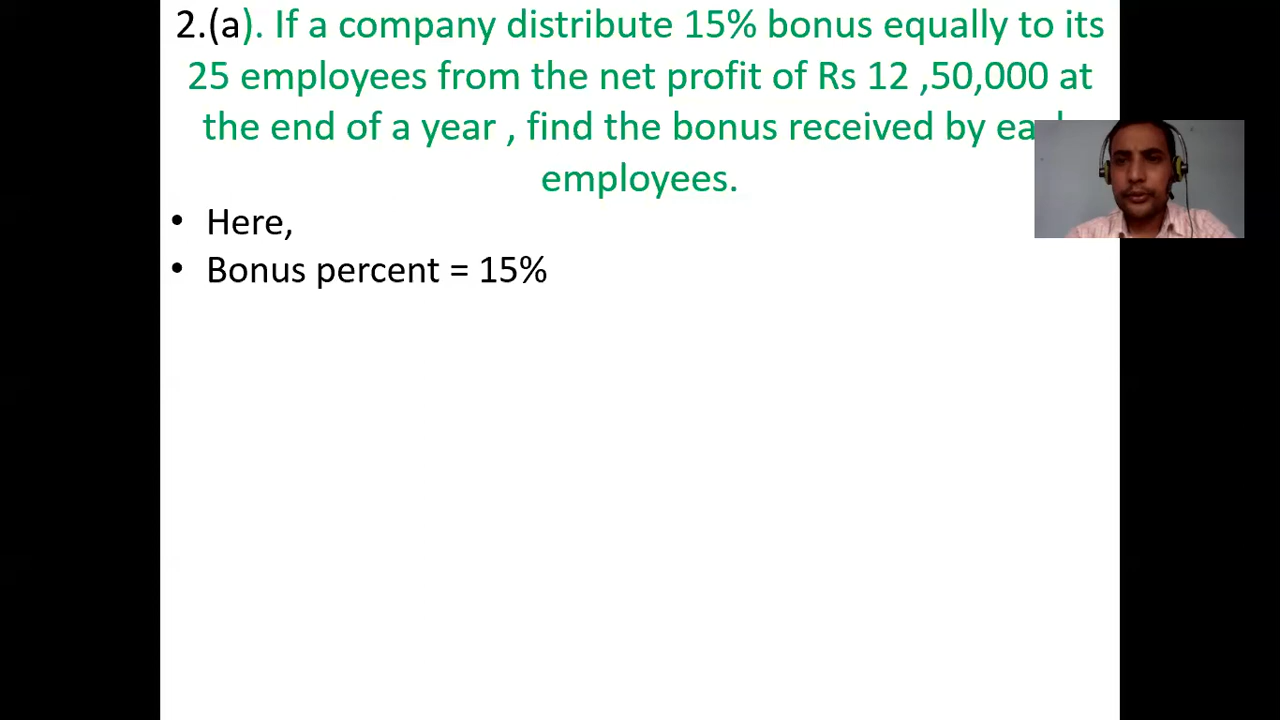 2.(a). If a company distribute 15% bonus equally to its
25 employees from the net profit of Rs 12 ,50,000 at
the end of a year , find the bonus received by each
employees.
• Here,
• Bonus percent = 15%